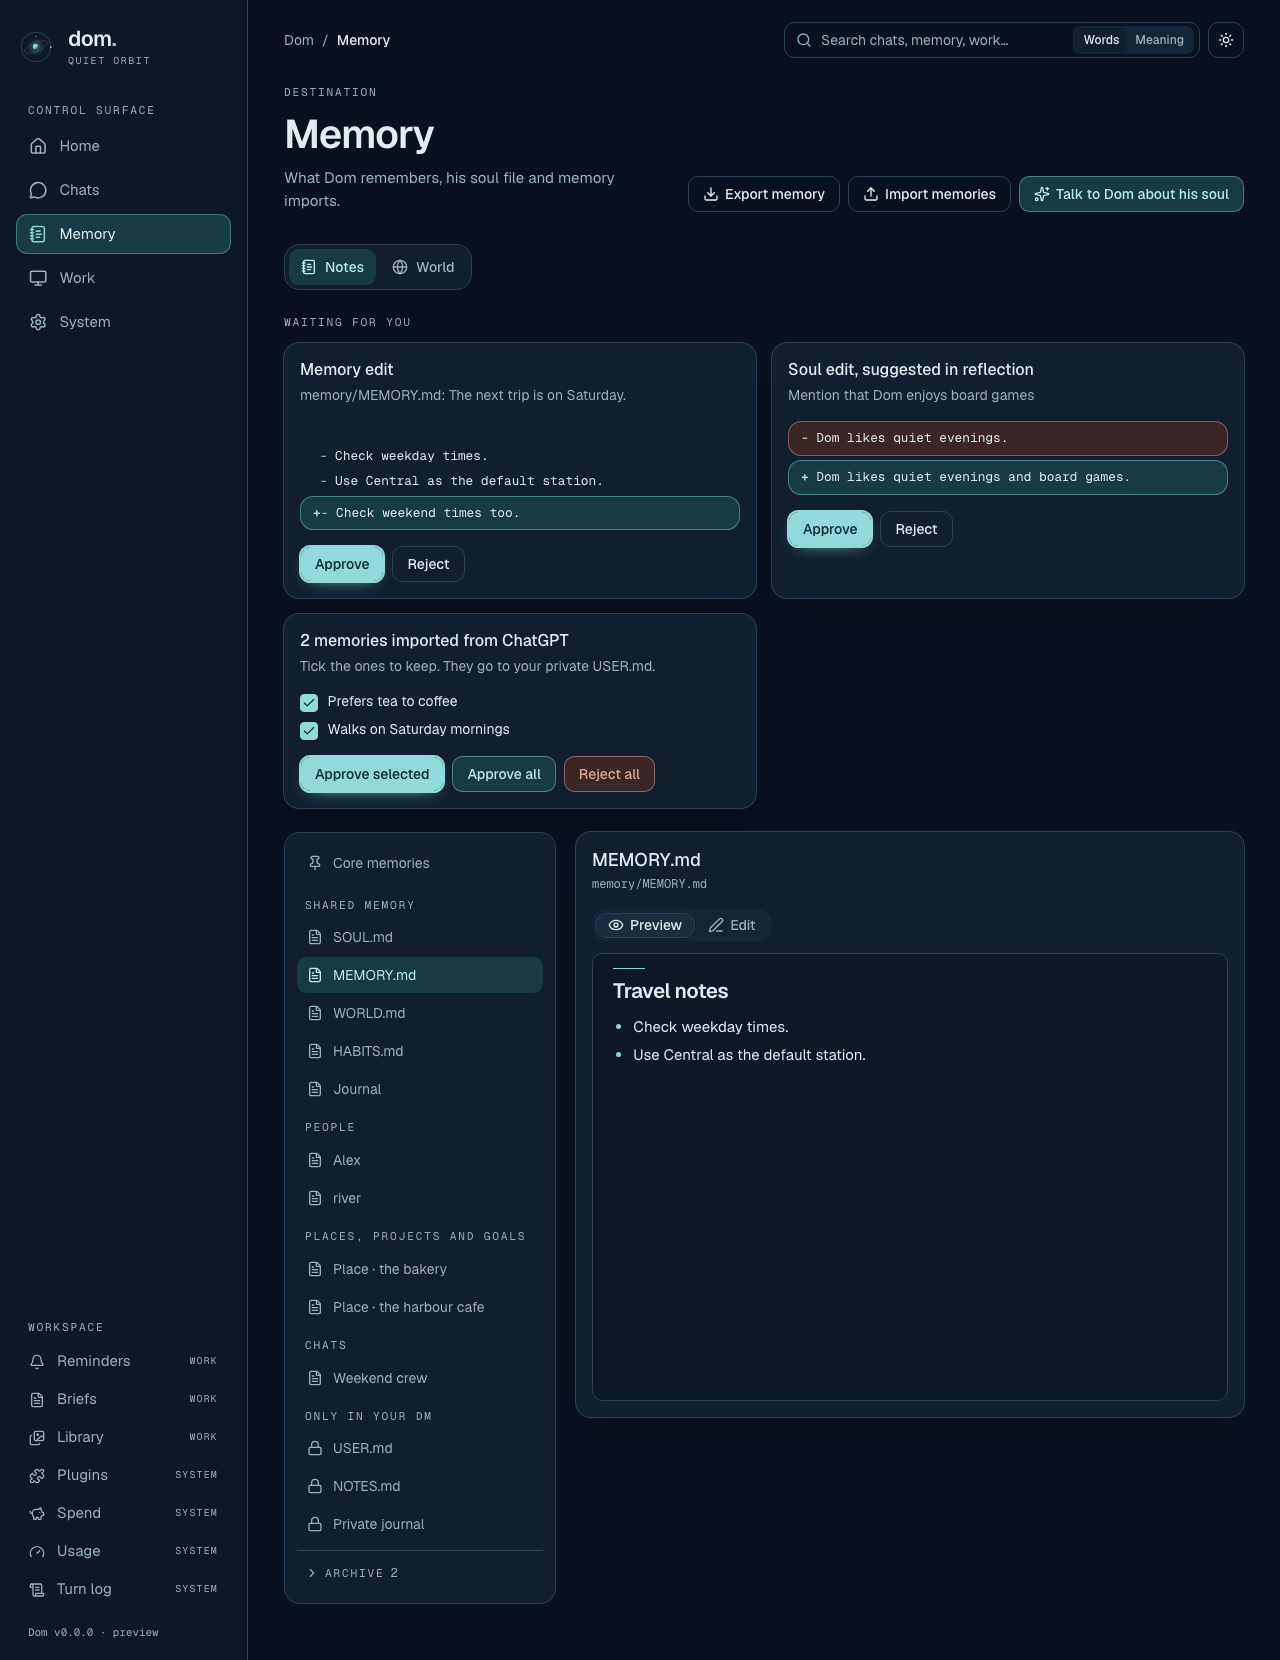 dom.
QUIET ORBIT
CONTROL SURFACE
Home
Chats
Memory
Work
System
WORKSPACE
Reminders WORK
Briefs WORK
Library WORK
Plugins SYSTEM
Spend SYSTEM
Usage SYSTEM
Turn log SYSTEM
Dom v0.0.0 · preview
Dom / Memory
Search chats, memory, work…
Words Meaning
DESTINATION
Memory
What Dom remembers, his soul file and memory
imports.
Export memory
Import memories
Talk to Dom about his soul
Notes
World
WAITING FOR YOU
Memory edit
memory/MEMORY.md: The next trip is on Saturday.
- Check weekday times.
- Use Central as the default station.
+- Check weekend times too.
Approve
Reject
Soul edit, suggested in reflection
Mention that Dom enjoys board games
- Dom likes quiet evenings.
+ Dom likes quiet evenings and board games.
Approve
Reject
2 memories imported from ChatGPT
Tick the ones to keep. They go to your private USER.md.
Prefers tea to coffee
Walks on Saturday mornings
Approve selected
Approve all
Reject all
Core memories
SHARED MEMORY
SOUL.md
MEMORY.md
WORLD.md
HABITS.md
Journal
PEOPLE
Alex
river
PLACES, PROJECTS AND GOALS
Place · the bakery
Place · the harbour cafe
CHATS
Weekend crew
ONLY IN YOUR DM
USER.md
NOTES.md
Private journal
ARCHIVE 2
MEMORY.md
memory/MEMORY.md
Preview
Edit
Travel notes
• Check weekday times.
• Use Central as the default station.